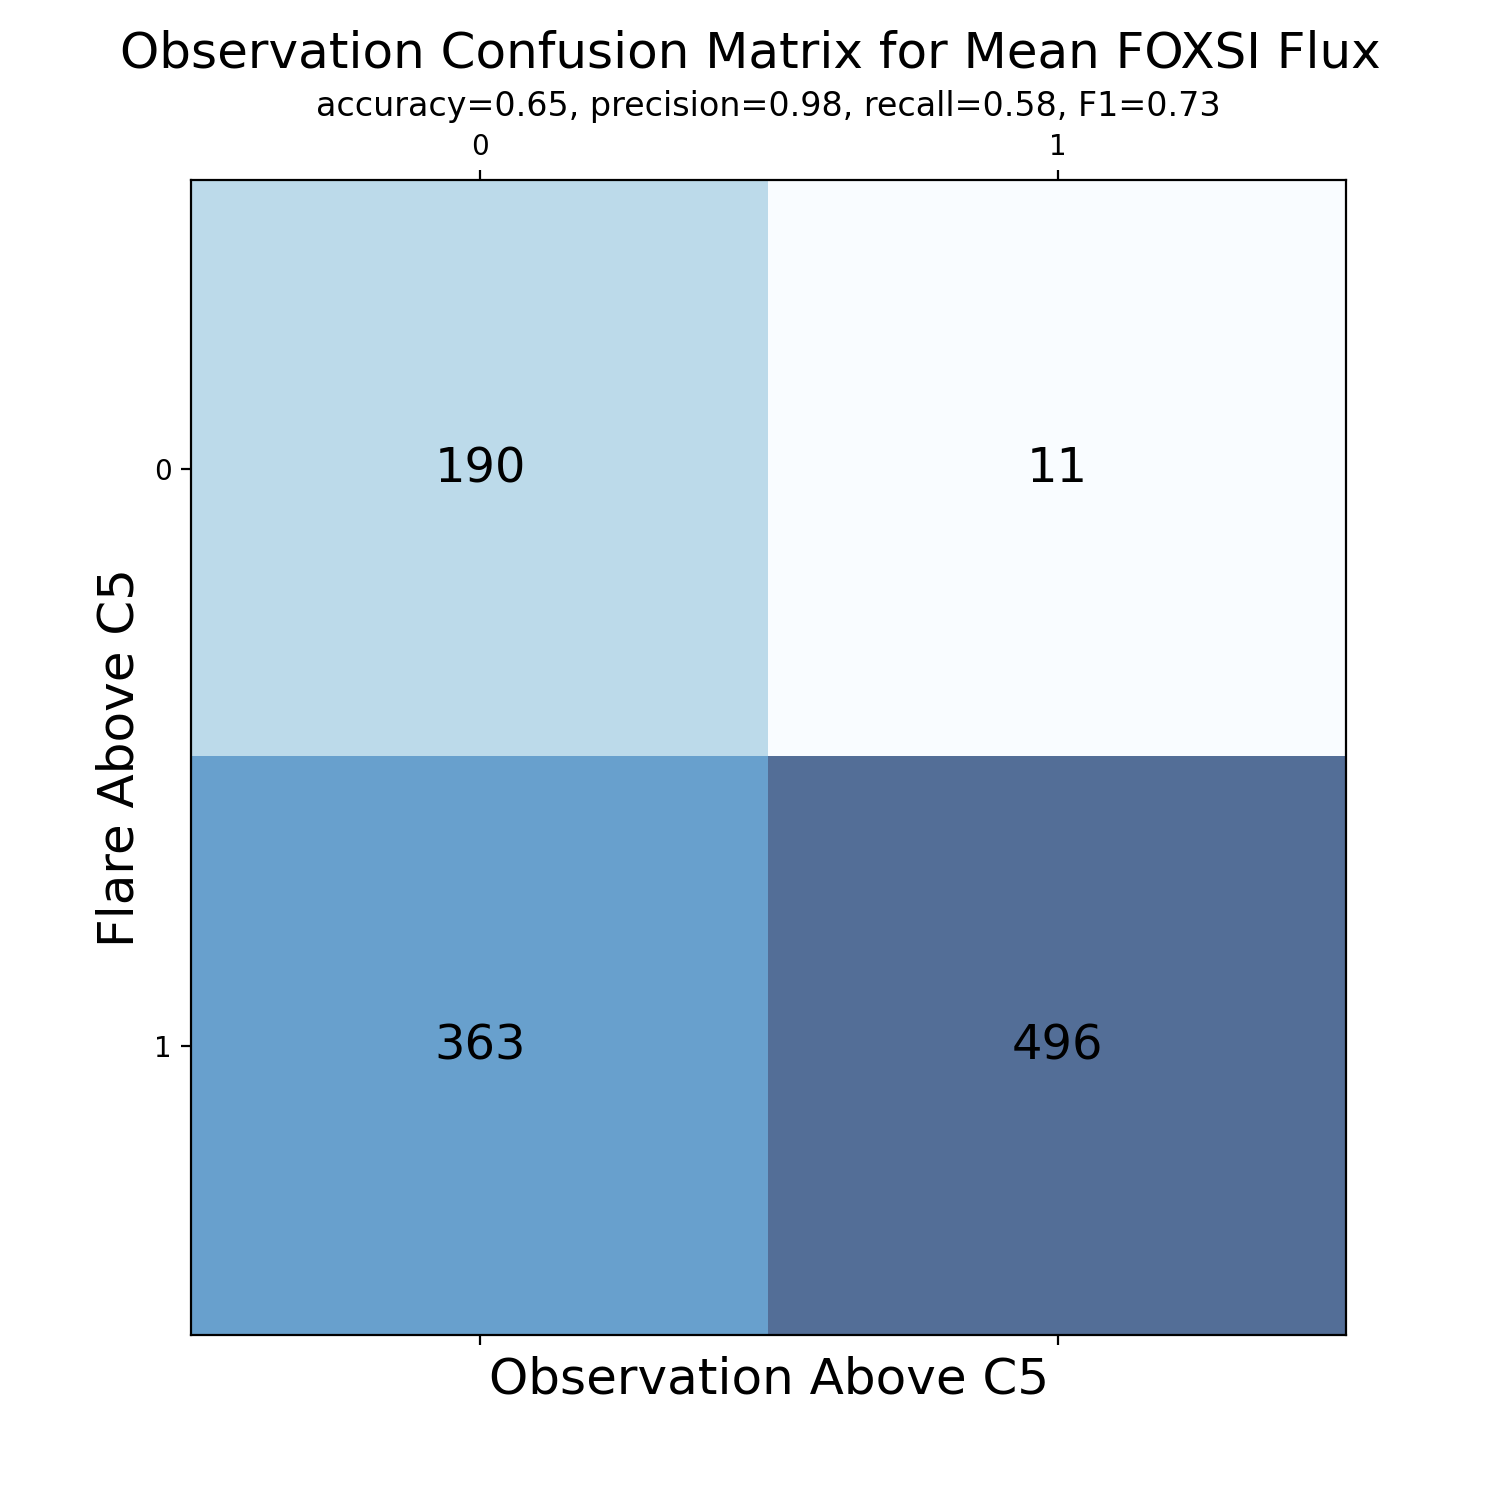 Observation Confusion Matrix for Mean FOXSI Flux
accuracy=0.65, precision=0.98, recall=0.58, F1=0.73
0 1
0 190 11
Flare Above C5
1 363 496
Observation Above C5